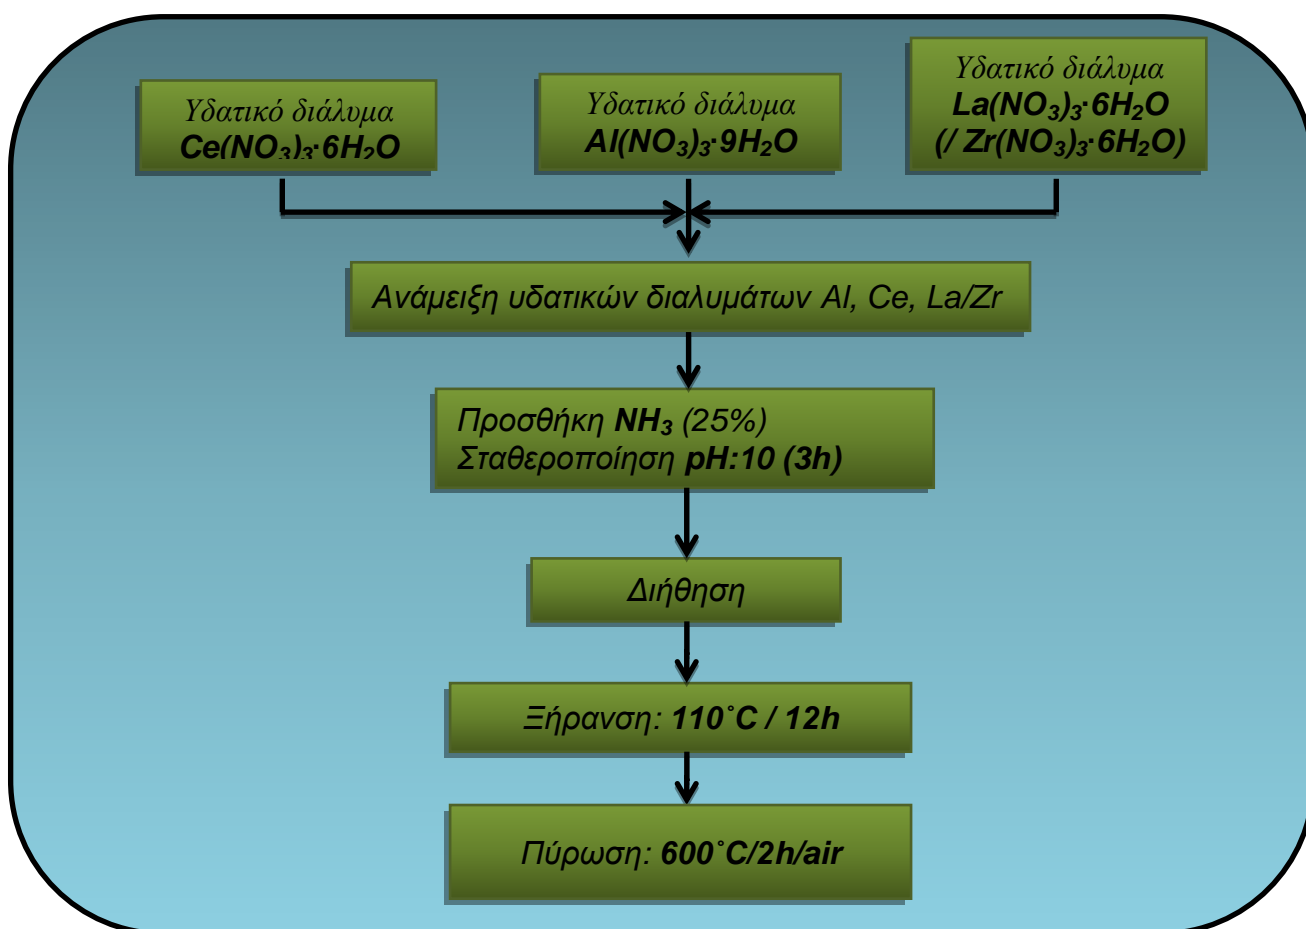 Υδατικό διάλυμα
Ce(NO₃)₃·6H₂O
Υδατικό διάλυμα
Al(NO₃)₃·9H₂O
Υδατικό διάλυμα
La(NO₃)₃·6H₂O
(/ Zr(NO₃)₃·6H₂O)
Ανάμειξη υδατικών διαλυμάτων Al, Ce, La/Zr
Προσθήκη NH₃ (25%)
Σταθεροποίηση pH:10 (3h)
Διήθηση
Ξήρανση: 110˚C / 12h
Πύρωση: 600˚C/2h/air